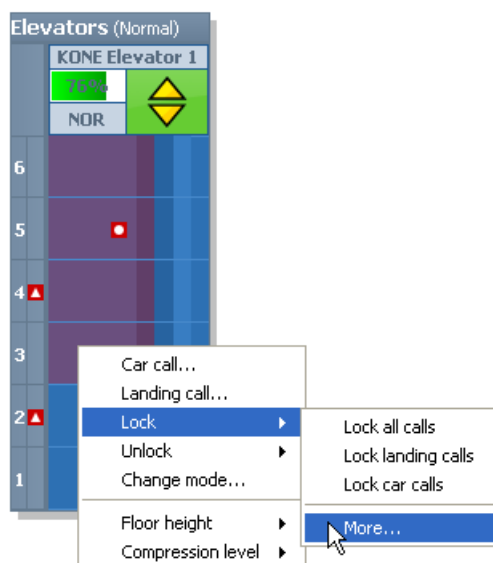 Elevators (Normal)
KONE Elevator 1
76%
NOR
6
5
4
3
2
1
Car call...
Landing call...
Lock
Unlock
Change mode...
Floor height
Compression level
Lock all calls
Lock landing calls
Lock car calls
More...